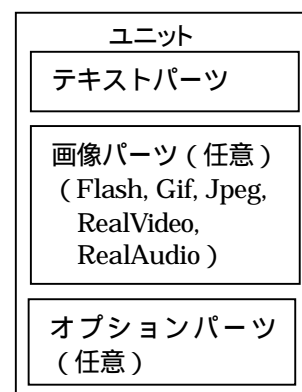 ユニット
テキストパーツ
画像パーツ（任意）
（Flash, Gif, Jpeg,
RealVideo,
RealAudio）
オプションパーツ
（任意）